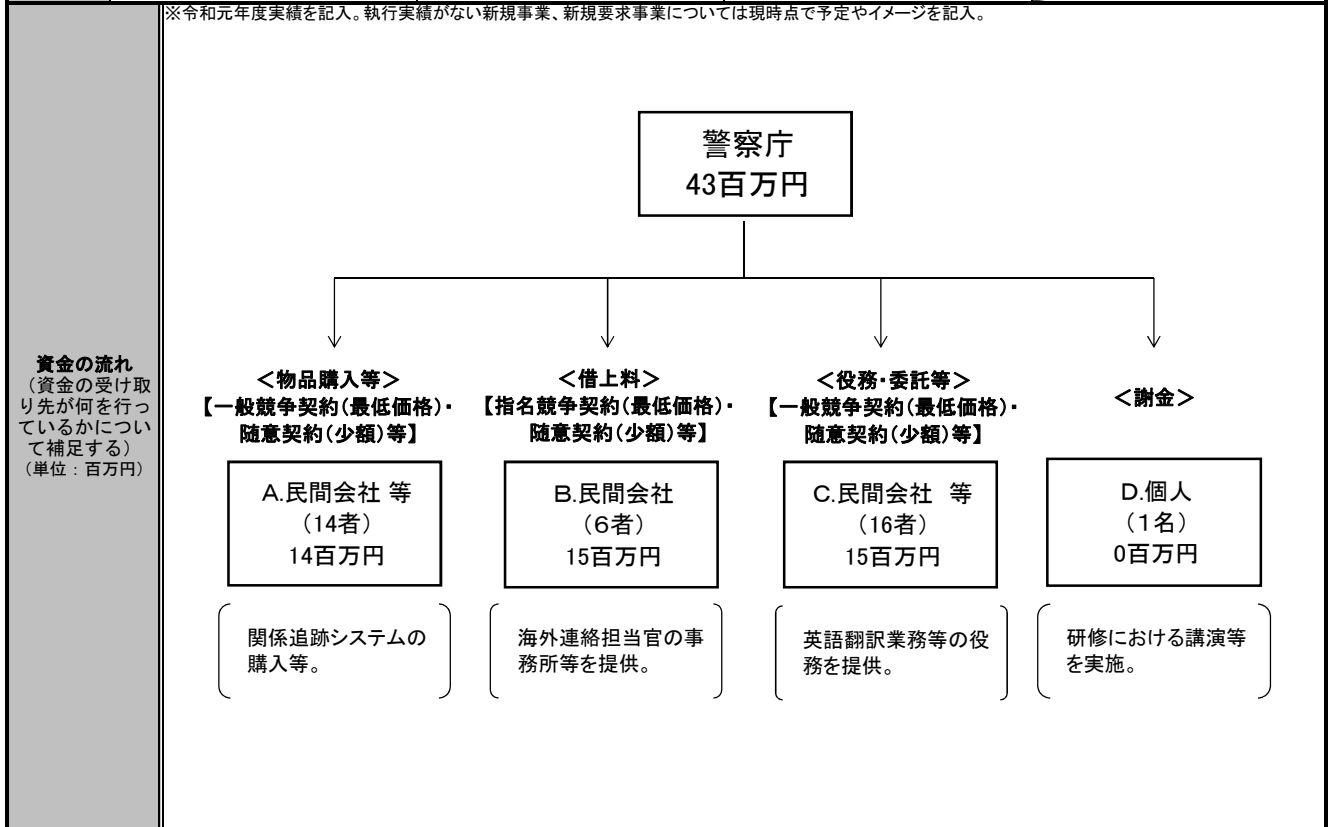 ※令和元年度実績を記入。執行実績がない新規事業、新規要求事業については現時点で予定やイメージを記入。
警察庁
43百万円
資金の流れ
（資金の受け取
り先が何を行っ
ているかについ
て補足する）
（単位：百万円）
＜物品購入等＞
【一般競争契約(最低価格)・
随意契約(少額)等】
A.民間会社 等
（14者）
14百万円
関係追跡システムの
購入等。
＜借上料＞
【指名競争契約(最低価格)・
随意契約(少額)等】
B.民間会社
（6者）
15百万円
海外連絡担当官の事
務所等を提供。
＜役務・委託等＞
【一般競争契約(最低価格)・
随意契約(少額)等】
C.民間会社 等
（16者）
15百万円
英語翻訳業務等の役
務を提供。
＜謝金＞
D.個人
（1名）
0百万円
研修における講演等
を実施。